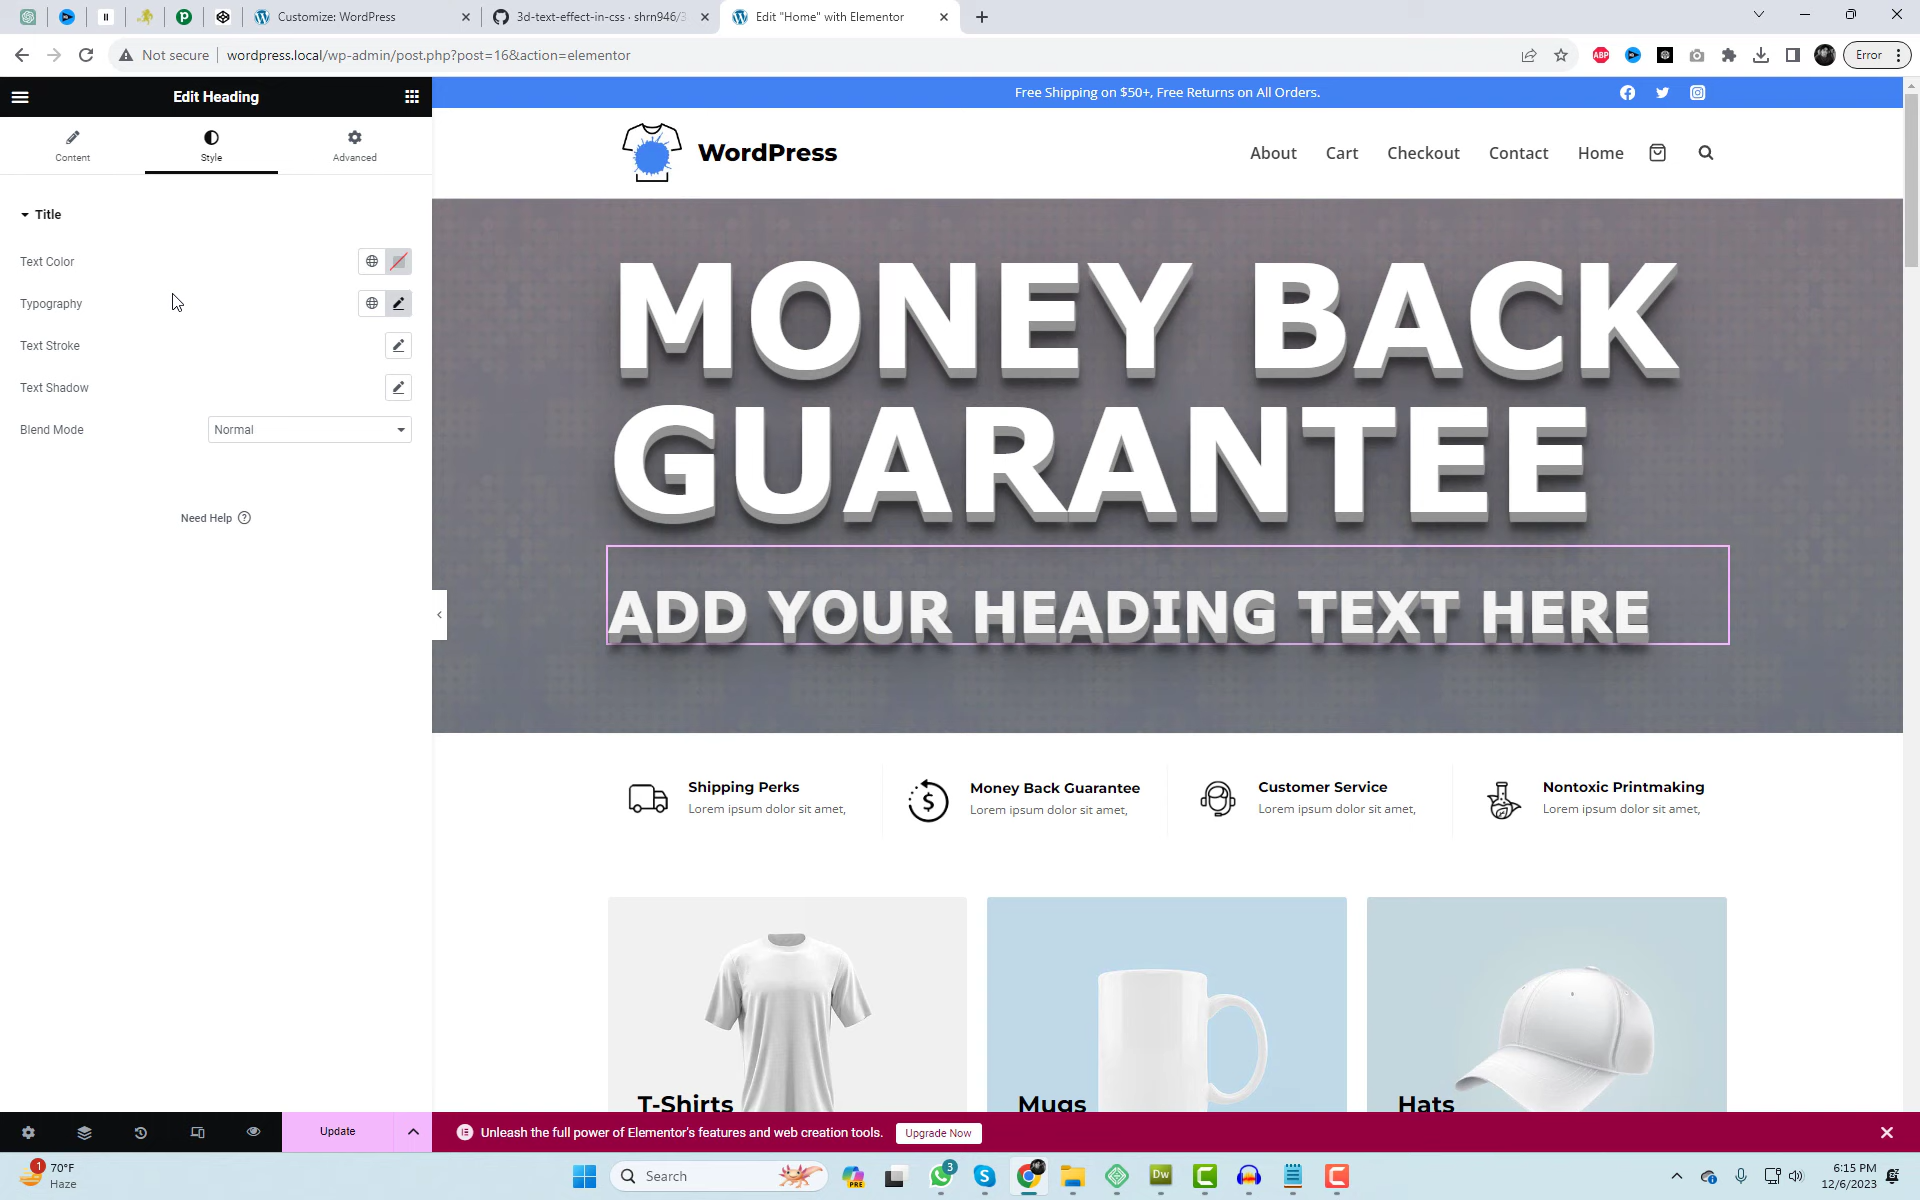 Customize: WordPress
3d-text-effect-in-css · shrn946/3
Edit "Home" with Elementor
Not secure
wordpress.local/wp-admin/post.php?post=16&action=elementor
ABP
Error
Edit Heading
Content
Style
Advanced
Title
Text Color
Typography
Text Stroke
Text Shadow
Blend Mode
Normal
Need Help
Free Shipping on $50+, Free Returns on All Orders.
WordPress
About
Cart
Checkout
Contact
Home
MONEY BACK
GUARANTEE
ADD YOUR HEADING TEXT HERE
Shipping Perks
Lorem ipsum dolor sit amet,
Money Back Guarantee
Lorem ipsum dolor sit amet,
Customer Service
Lorem ipsum dolor sit amet,
Nontoxic Printmaking
Lorem ipsum dolor sit amet,
T-Shirts
Mugs
Hats
Update
Unleash the full power of Elementor's features and web creation tools.
Upgrade Now
1
70°F
Haze
Search
PRE
3
Dw
6:15 PM
12/6/2023